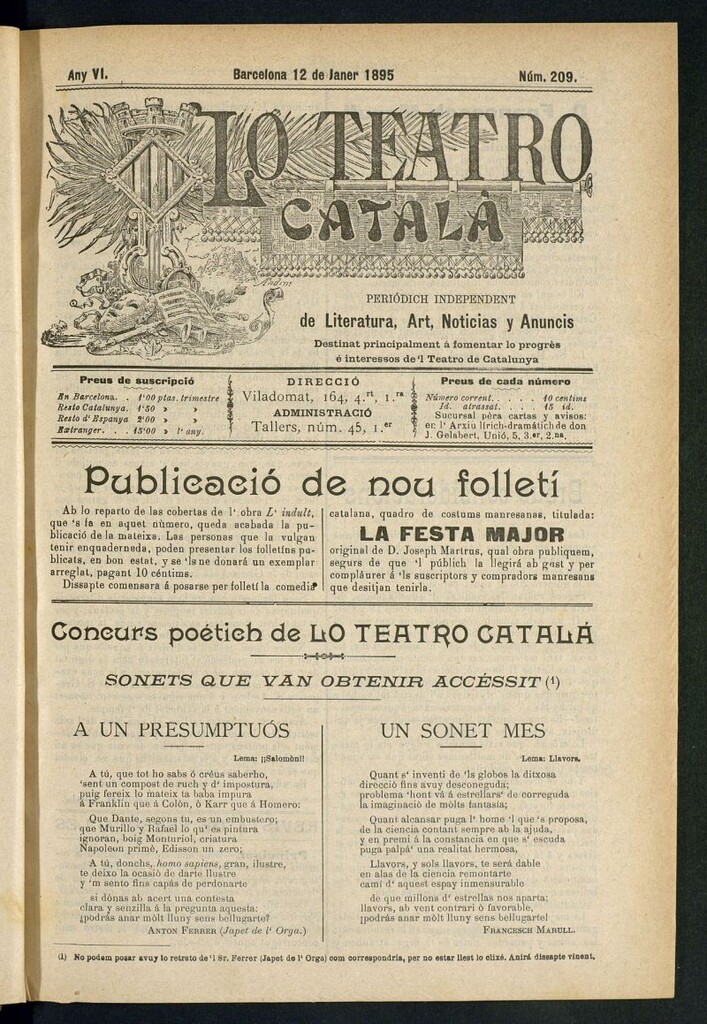 Any VI.
Barcelona 12 de Janer 1895
Núm. 209.
LO TEATRO
CATALÀ
PERIÓDICH INDEPENDENT
de Literatura, Art, Noticias y Anuncis
Destinat principalment á fomentar lo progrès
é interessos de'l Teatro de Catalunya
Preus de suscripció
En Barcelona. . 1'00 ptas. trimestre
Resto Catalunya. 1'50 » »
Resto d' Espanya 2'00 » »
Extranger. . . 15'00 » l' any.
DIRECCIÓ
Viladomat, 164, 4.rt, 1.ra
ADMINISTRACIÓ
Tallers, núm. 45, 1.er
Preus de cada número
Número corrent. . . . . 10 centims
Id. atrassat. . . . . 15 id.
Sucursal pera cartas y avisos:
en l' Arxiu lírich-dramátich de don
J. Gelabert, Unió, 5, 3.er, 2.na
Publicació de nou folletí
Ab lo reparto de las cobertas de l' obra L' indult,
que 's fa en aquet número, queda acabada la pu-
blicació de la mateixa. Las personas que la vulgan
tenir enquadernada, poden presentar los folletins pu-
blicats, en bon estat, y se 'ls ne donará un exemplar
arreglat, pagant 10 céntims.
Dissapte comensará á posarse per folletí la comedia
catalana, quadro de costums manresanas, titulada:
LA FESTA MAJOR
original de D. Joseph Martrus, qual obra publiquem,
segurs de que 'l públich la llegirá ab gust y per
complàurer á 'ls suscriptors y compradors manresans
que desitjan tenirla.
Concurs poétich de LO TEATRO CATALÁ
SONETS QUE VAN OBTENIR ACCÉSSIT (1)
A UN PRESUMPTUÓS
Lema: ¡¡Salomòn!!
A tú, que tot ho sabs ó créus saberho,
'sent un compost de ruch y d' impostura,
puig fereix lo mateix ta baba impura
á Franklín que á Colòn, ò Karr que á Homero:
Que Dante, segons tu, es un embustero;
que Murillo y Rafael lo qu' es pintura
ignoran, boig Monturiol, criatura
Napoleon primé, Edisson un zero;
A tú, donchs, homo sapiens, gran, ilustre,
te deixo la ocasió de darte llustre
y 'm sento fins capás de perdonarte
si dónas ab acert una contesta
clara y senzilla á la pregunta aquesta:
¿podrás anar mòlt lluny sens bellugarte?
ANTON FERRER (Japet de l' Orga.)
UN SONET MES
Lema: Llavors.
Quant s' inventi de 'ls globos la ditxosa
direcció fins avuy desconeguda;
problema 'hont vá á estrellars' de correguda
la imaginació de mòlts fantasia;
Quant alcansar puga l' home 'l que 's proposa,
de la ciencia contant sempre ab la ajuda,
y en premi á la constancia en que s' escuda
puga palpá' una realitat hermosa,
Llavors, y sols llavors, te será dable
en alas de la ciencia remontarte
camí d' aquest espay inmensurable
de que millons d' estrellas nos aparta;
llavors, ab vent contrari ò favorable,
¡podrás anar mòlt lluny sens bellugarte!
FRANCESCH MARULL.
(1) No podem posar avuy lo retrato de 'l Sr. Ferrer (Japet de l' Orga) com correspondria, per no estar llest lo clixé. Anirá dissapte vinent.